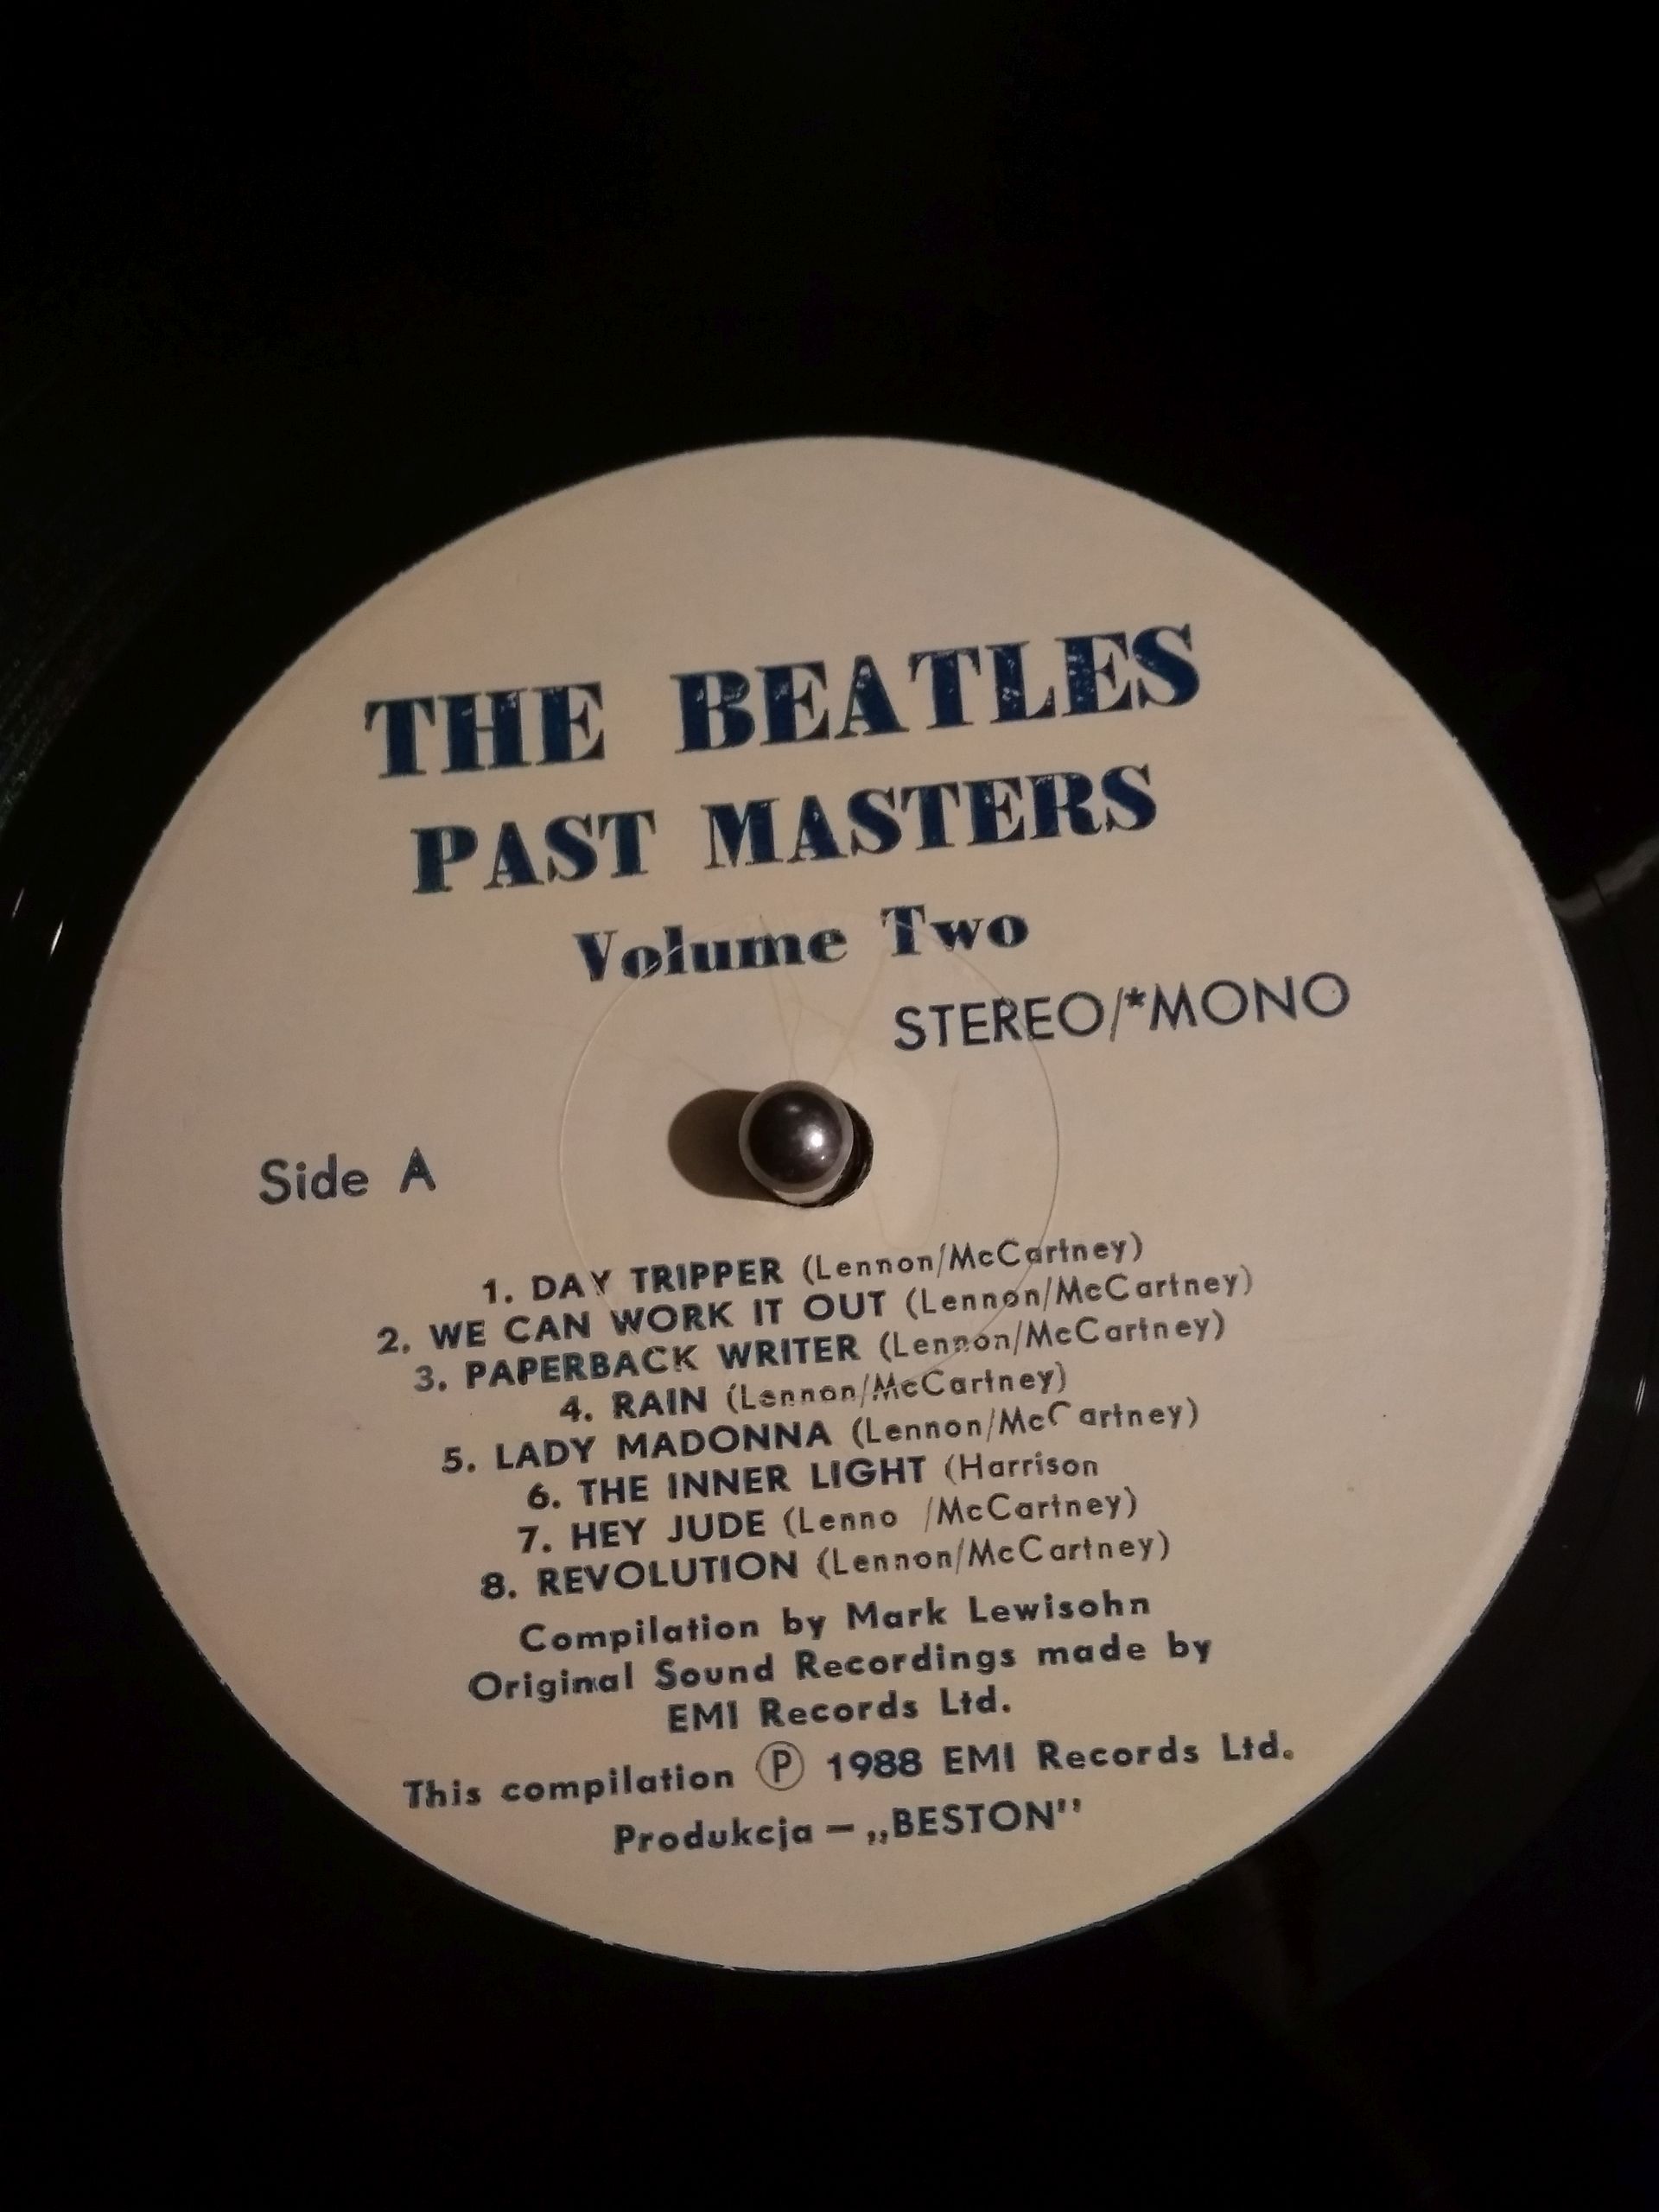 THE BEATLES
PAST MASTERS
Volume Two
STEREO/*MONO
Side A
1. DAY TRIPPER (Lennon/McCartney)
2. WE CAN WORK IT OUT (Lennon/McCartney)
3. PAPERBACK WRITER (Lennon/McCartney)
4. RAIN (Lennon/McCartney)
5. LADY MADONNA (Lennon/McCartney)
6. THE INNER LIGHT (Harrison
7. HEY JUDE (Lenno /McCartney)
8. REVOLUTION (Lennon/McCartney)
Compilation by Mark Lewisohn
Original Sound Recordings made by
EMI Records Ltd.
This compilation Ⓟ 1988 EMI Records Ltd.
Produkcja — „BESTON"